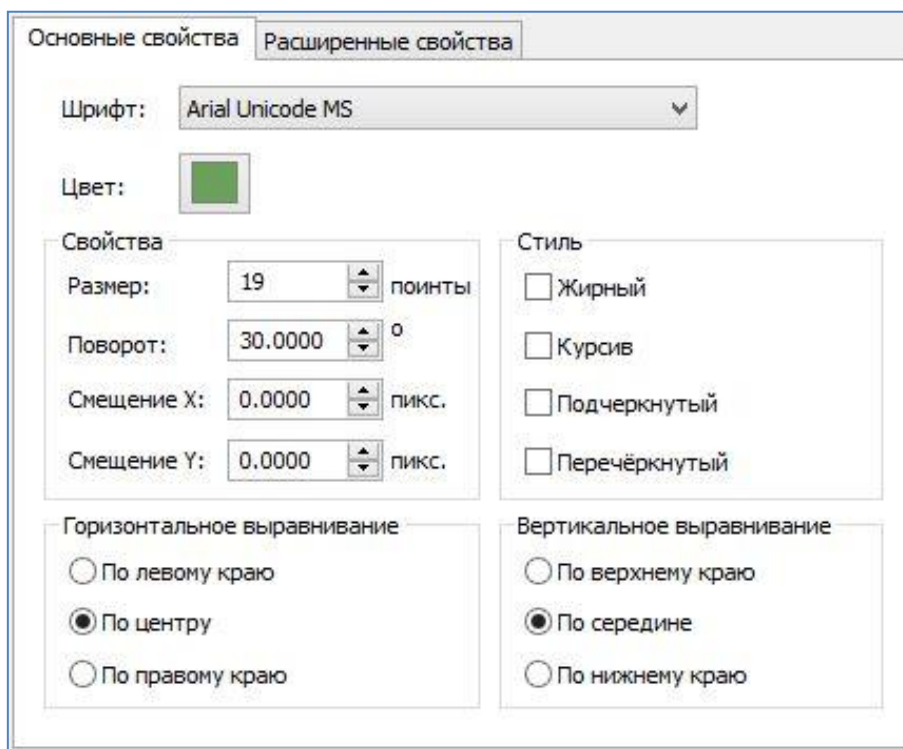 Основные свойства Расширенные свойства
Шрифт: Arial Unicode MS
Цвет:
Свойства
Размер: 19 поинты
Поворот: 30.0000 °
Смещение X: 0.0000 пикс.
Смещение Y: 0.0000 пикс.
Стиль
Жирный
Курсив
Подчеркнутый
Перечёркнутый
Горизонтальное выравнивание
По левому краю
По центру
По правому краю
Вертикальное выравнивание
По верхнему краю
По середине
По нижнему краю